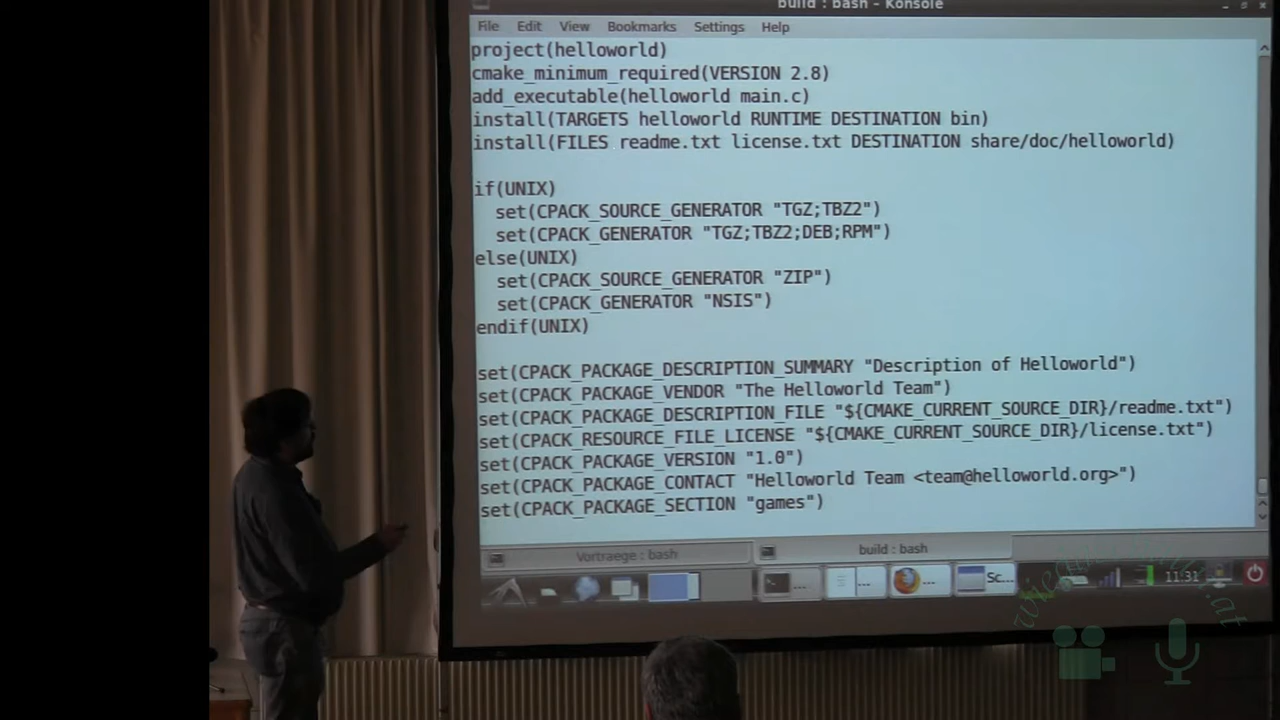 build : bash – Konsole
File Edit View Bookmarks Settings Help
project(helloworld)
cmake_minimum_required(VERSION 2.8)
add_executable(helloworld main.c)
install(TARGETS helloworld RUNTIME DESTINATION bin)
install(FILES readme.txt license.txt DESTINATION share/doc/helloworld)
if(UNIX)
set(CPACK_SOURCE_GENERATOR "TGZ;TBZ2")
set(CPACK_GENERATOR "TGZ;TBZ2;DEB;RPM")
else(UNIX)
set(CPACK_SOURCE_GENERATOR "ZIP")
set(CPACK_GENERATOR "NSIS")
endif(UNIX)
set(CPACK_PACKAGE_DESCRIPTION_SUMMARY "Description of Helloworld")
set(CPACK_PACKAGE_VENDOR "The Helloworld Team")
set(CPACK_PACKAGE_DESCRIPTION_FILE "${CMAKE_CURRENT_SOURCE_DIR}/readme.txt")
set(CPACK_RESOURCE_FILE_LICENSE "${CMAKE_CURRENT_SOURCE_DIR}/license.txt")
set(CPACK_PACKAGE_VERSION "1.0")
set(CPACK_PACKAGE_CONTACT "Helloworld Team <team@helloworld.org>")
set(CPACK_PACKAGE_SECTION "games")
Vortraege : bash build : bash
... ... ... Sc... 11:31